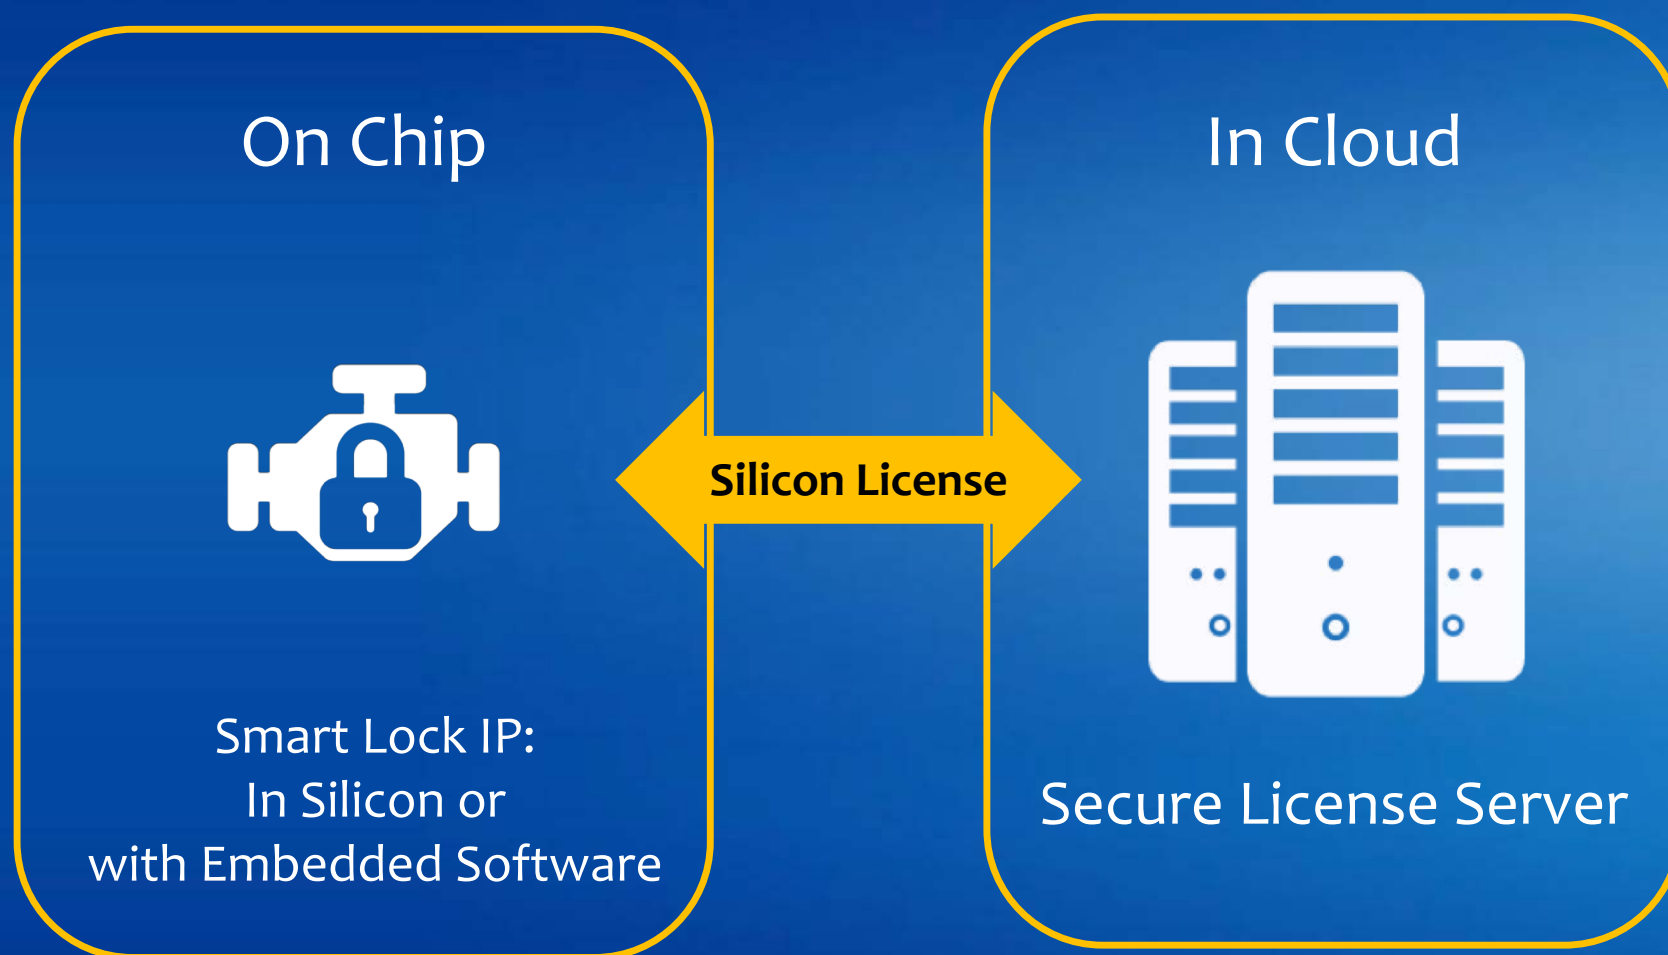 On Chip
Smart Lock IP:
In Silicon or
with Embedded Software
Silicon License
In Cloud
Secure License Server